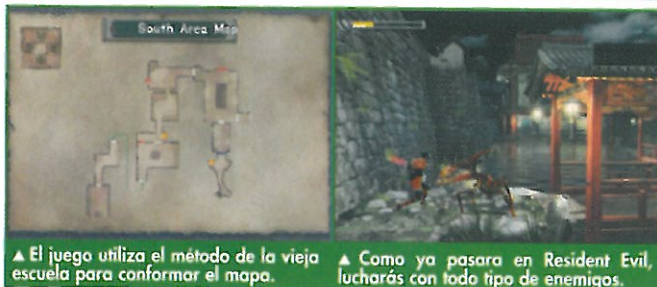 South Area Map
▲ El juego utiliza el método de la vieja
escuela para conformar el mapa.
▲ Como ya pasara en Resident Evil,
lucharás con todo tipo de enemigos.